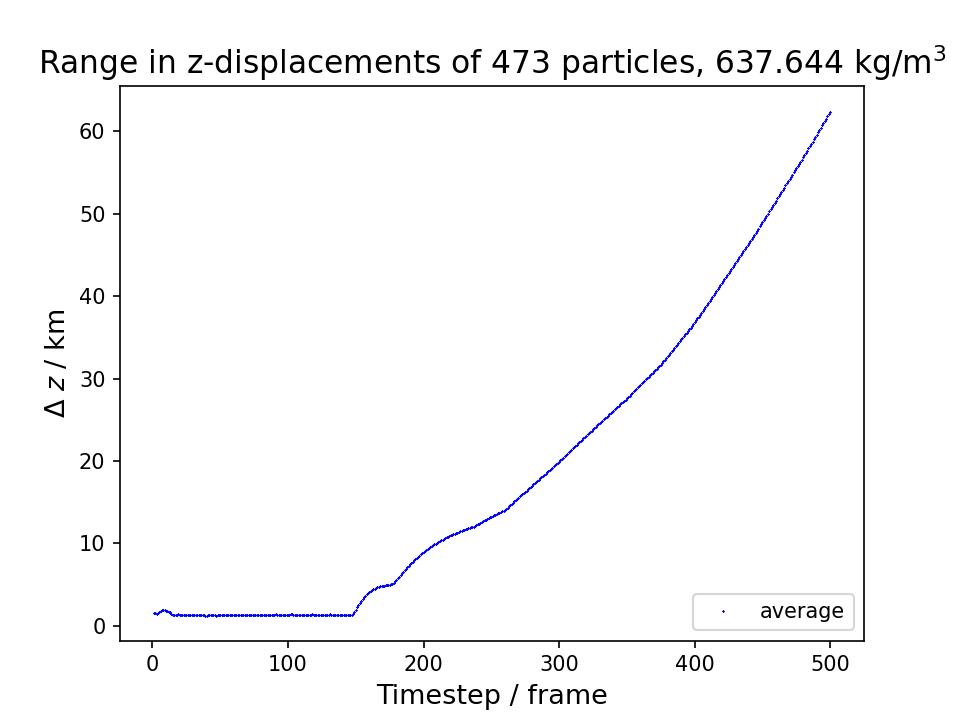 Range in z-displacements of 473 particles, 637.644 kg/m³
60
50
40
30
20
10
0
Δ z / km
average
0 100 200 300 400 500
Timestep / frame